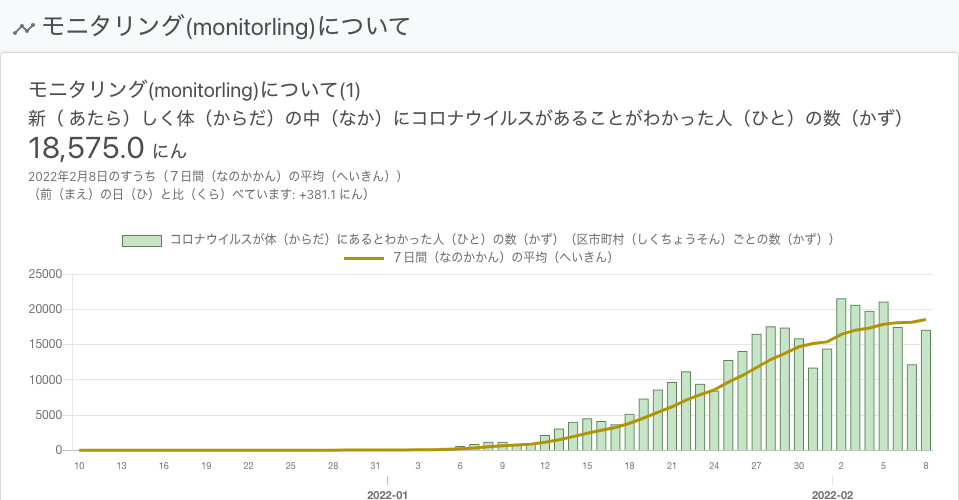 モニタリング(monitorling)について
モニタリング(monitorling)について(1)
新（ あたら）しく体（からだ）の中（なか）にコロナウイルスがあることがわかった人（ひと）の数（かず）
18,575.0 にん
2022年2月8日のすうち（７日間（なのかかん）の平均（へいきん））
（前（まえ）の日（ひ）と比（くら）べています: +381.1 にん）
コロナウイルスが体（からだ）にあるとわかった人（ひと）の数（かず）（区市町村（しくちょうそん）ごとの数（かず））
７日間（なのかかん）の平均（へいきん）
25000
20000
15000
10000
5000
0
10 13 16 19 22 25 28 31 3 6 9 12 15 18 21 24 27 30 2 5 8
2022-01 2022-02